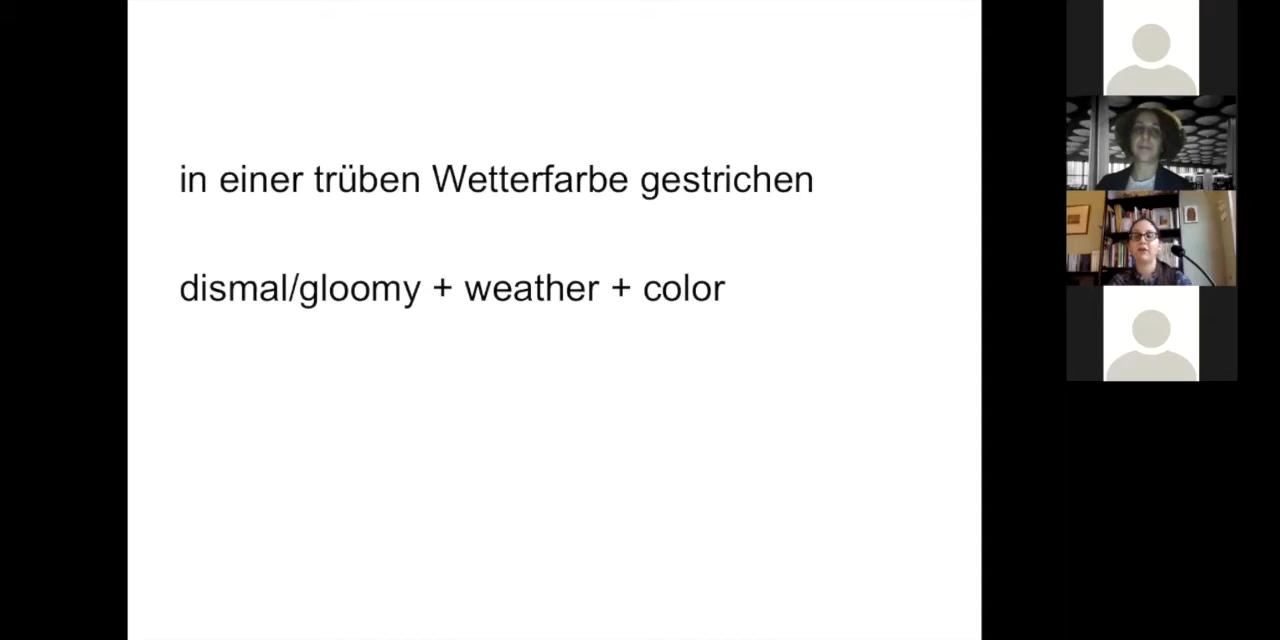 in einer trüben Wetterfarbe gestrichen
dismal/gloomy + weather + color